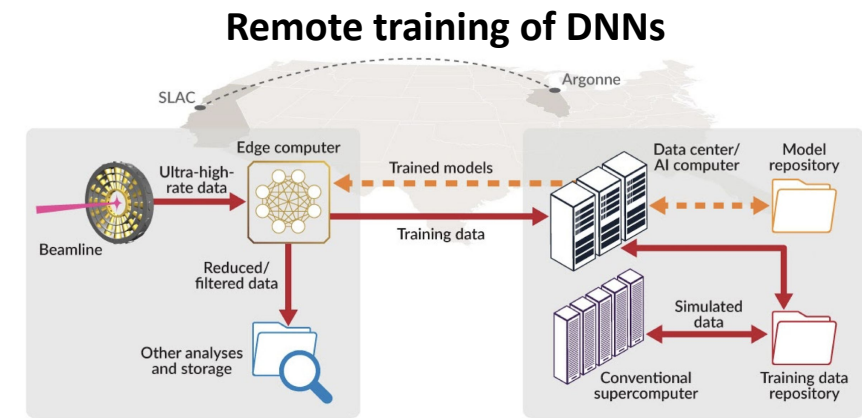 Remote training of DNNs
SLAC
Argonne
Edge computer
Ultra-high-
rate data
Beamline
Reduced/
filtered data
Other analyses
and storage
Trained models
Training data
Data center/
AI computer
Model
repository
Simulated
data
Conventional
supercomputer
Training data
repository